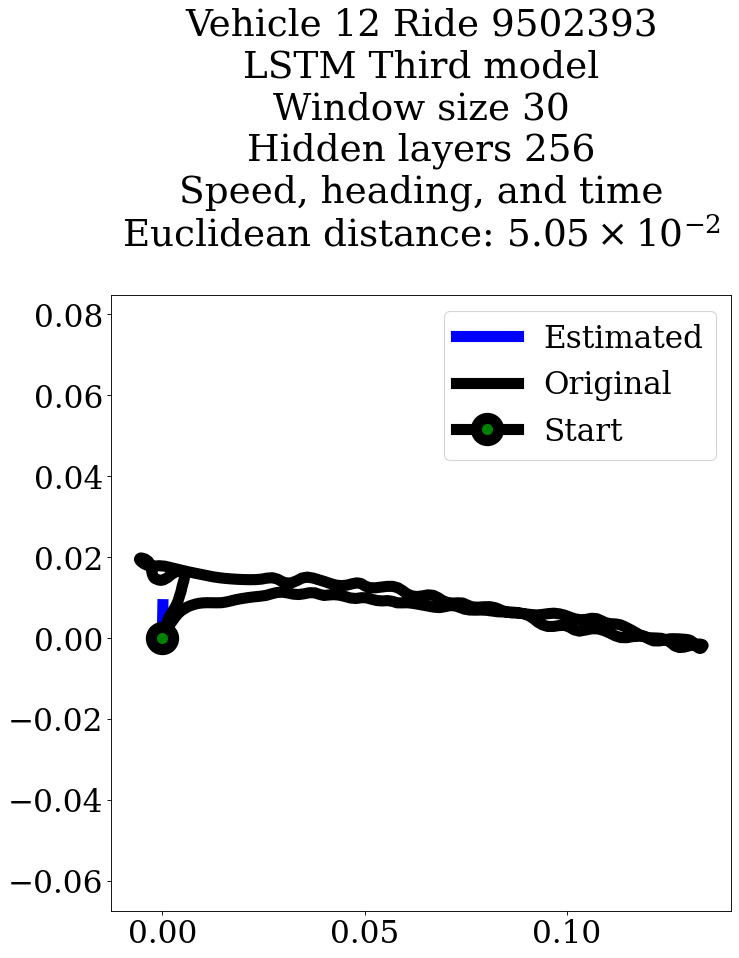 Vehicle 12 Ride 9502393
LSTM Third model
Window size 30
Hidden layers 256
Speed, heading, and time
Euclidean distance: 5.05 × 10⁻²
Estimated
Original
Start
0.08
0.06
0.04
0.02
0.00
−0.02
−0.04
−0.06
0.00 0.05 0.10